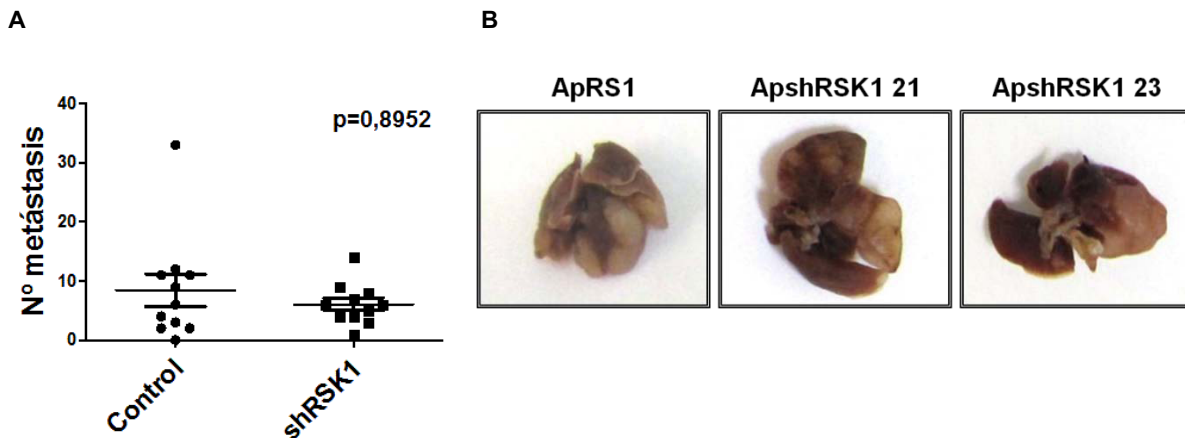 A
Nº metástasis
40
30
20
10
0
p=0,8952
Control
shRSK1
B
ApRS1
ApshRSK1 21
ApshRSK1 23